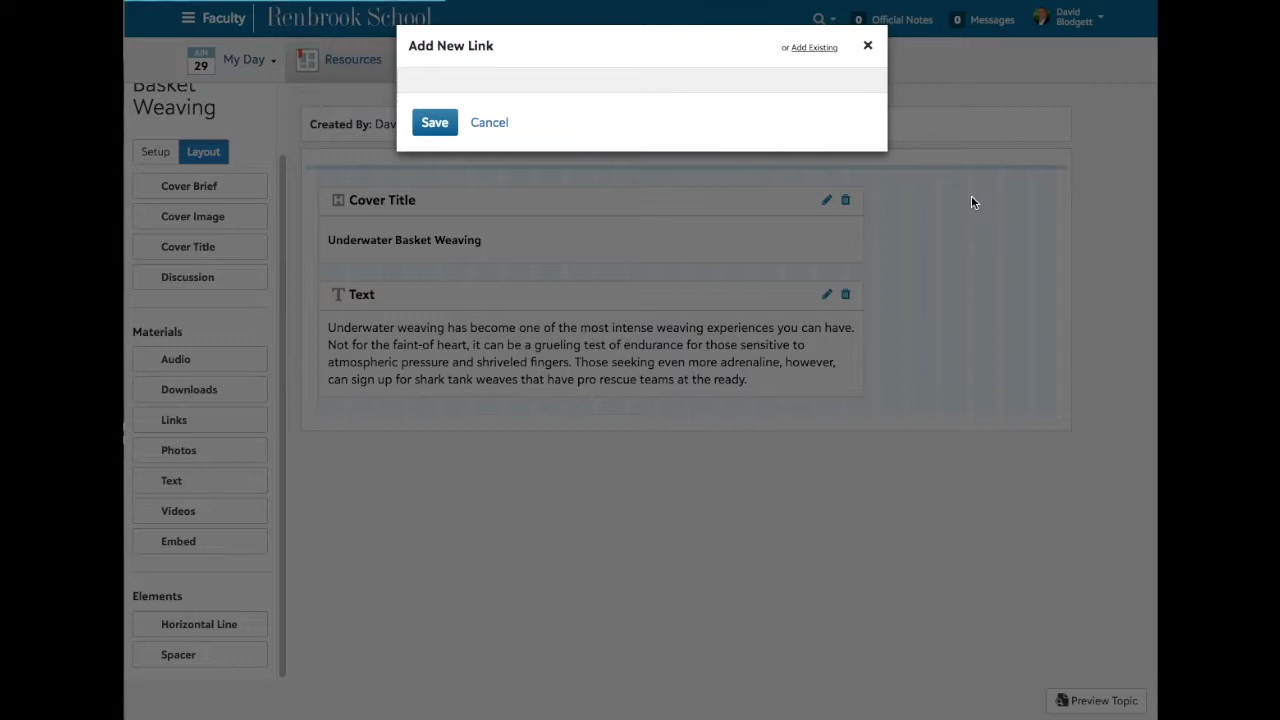 Faculty
Renbrook School
0 Official Notes
0 Messages
David
Blodgett
JUN
29
My Day
Resources
Add New Link
or Add Existing
Save
Cancel
Basket
Weaving
Created By:
Setup
Layout
Cover Brief
Cover Image
Cover Title
Discussion
Materials
Audio
Downloads
Links
Photos
Text
Videos
Embed
Elements
Horizontal Line
Spacer
Cover Title
Underwater Basket Weaving
Text
Underwater weaving has become one of the most intense weaving experiences you can have.
Not for the faint-of heart, it can be a grueling test of endurance for those sensitive to
atmospheric pressure and shriveled fingers. Those seeking even more adrenaline, however,
can sign up for shark tank weaves that have pro rescue teams at the ready.
Preview Topic